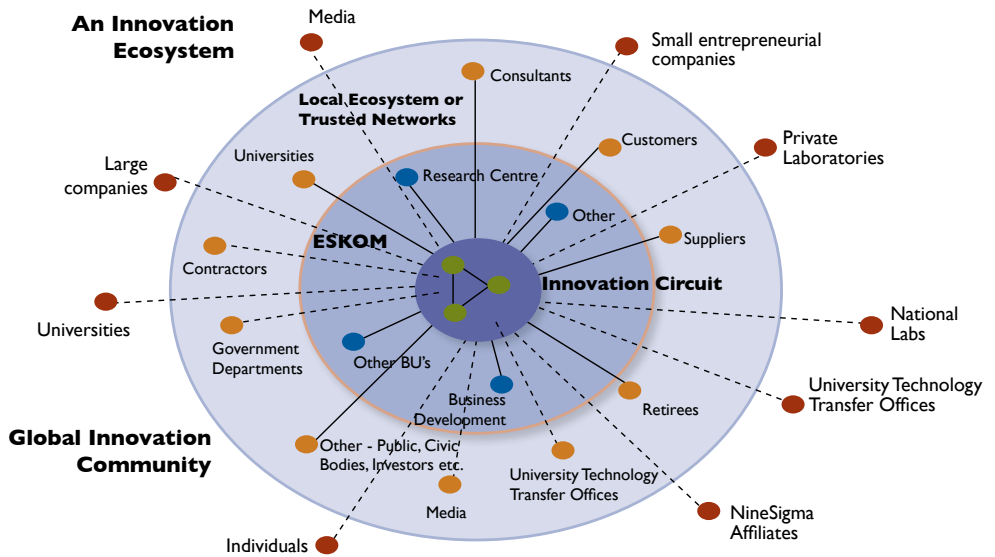 An Innovation
Ecosystem
Media
Small entrepreneurial
companies
Consultants
Local Ecosystem or
Trusted Networks
Customers
Private
Laboratories
Universities
Large
companies
Research Centre
Other
ESKOM
Suppliers
Contractors
Innovation Circuit
Universities
National
Labs
Government
Departments
Other BU's
Business
Development
Retirees
University Technology
Transfer Offices
Global Innovation
Community
Other - Public, Civic
Bodies, Investors etc.
University Technology
Transfer Offices
Media
NineSigma
Affiliates
Individuals